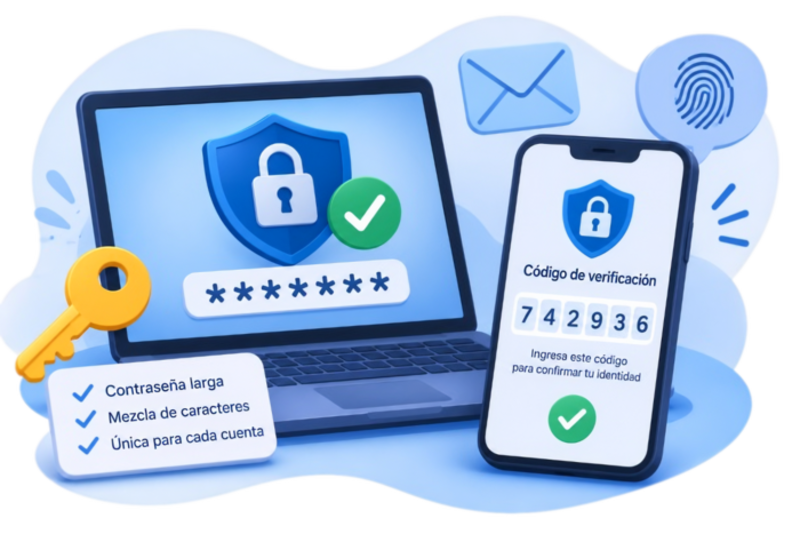 *******
Contraseña larga
Mezcla de caracteres
Única para cada cuenta
Código de verificación
742936
Ingresa este código
para confirmar tu identidad